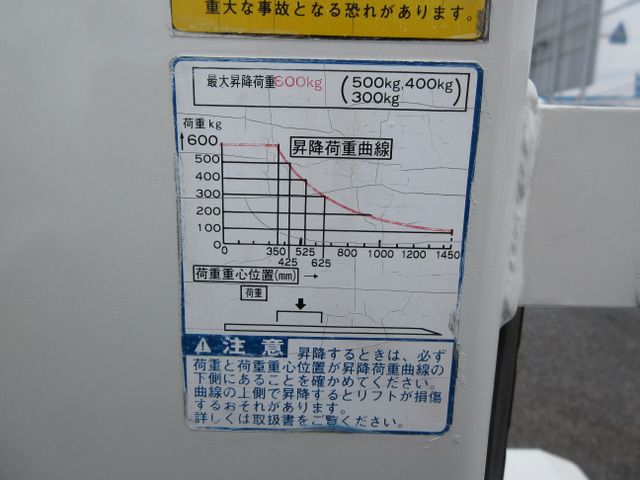 重大な事故となる恐れがあります。
最大昇降荷重600kg (500kg,400kg 300kg)
荷重kg
昇降荷重曲線
600
500
400
300
200
100
0
0 350 425 525 625 800 1000 1200 1450
荷重重心位置(mm) →
荷重
注意 昇降するときは、必ず
荷重と荷重重心位置が昇降荷重曲線の
下側にあることを確かめてください。
曲線の上側で昇降するとリフトが損傷
するおそれがあります。
詳しくは取扱書をご覧ください。